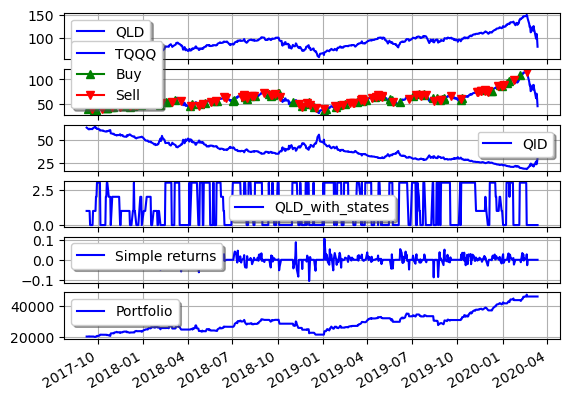 150
QLD
100
TQQQ
Buy
100
Sell
50
50
QID
25
2.5
QLD_with_states
0.0
0.1
Simple returns
0.0
−0.1
40000
Portfolio
20000
2017-10 2018-01 2018-04 2018-07 2018-10 2019-01 2019-04 2019-07 2019-10 2020-01 2020-04